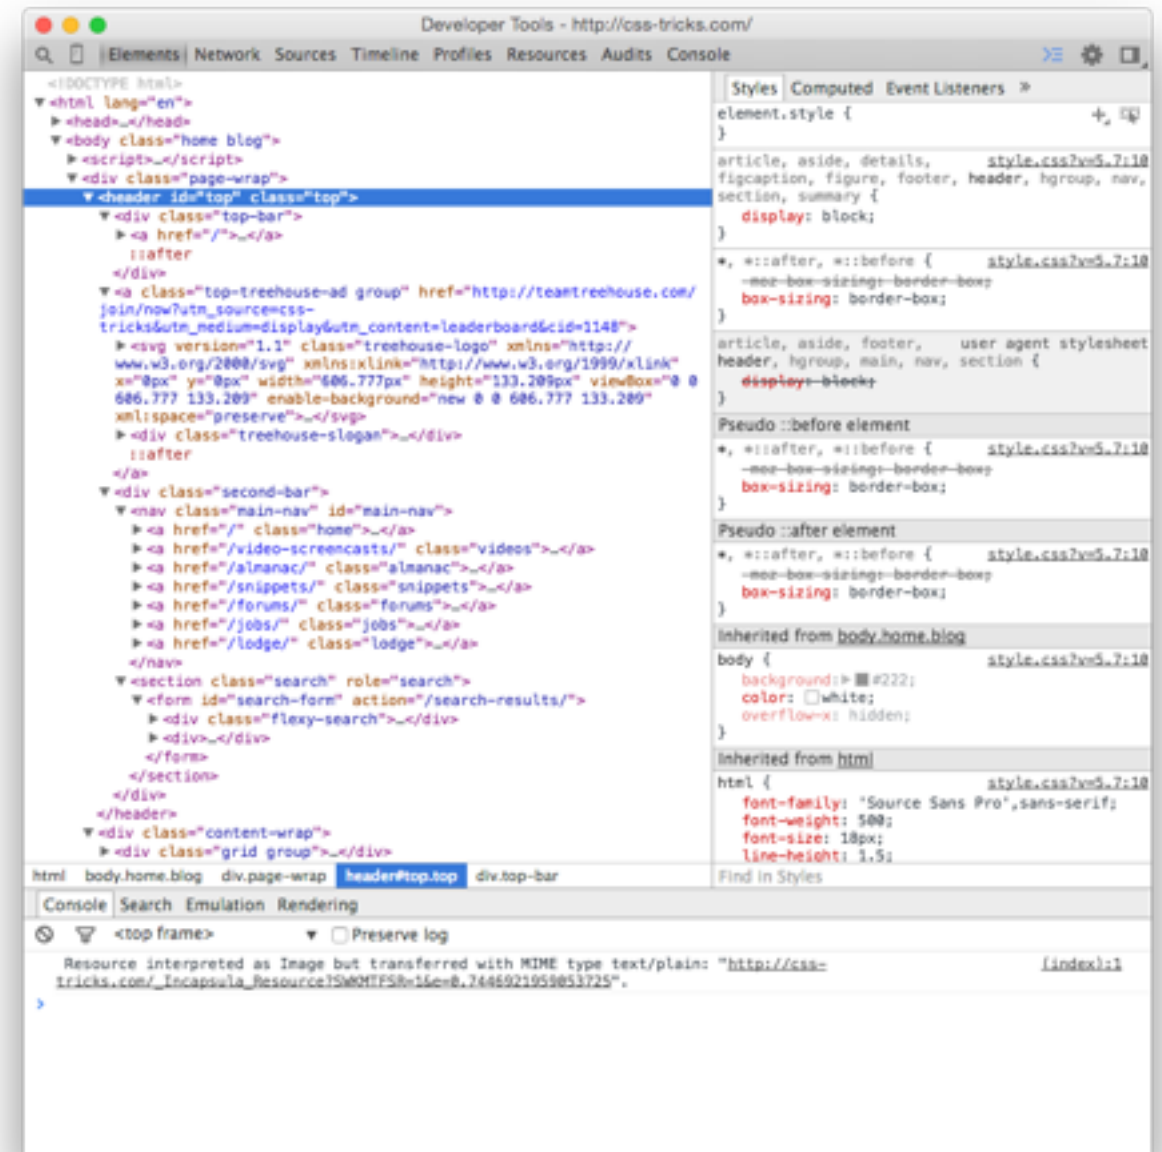 Developer Tools - http://css-tricks.com/
Elements Network Sources Timeline Profiles Resources Audits Console
<!DOCTYPE html>
▼<html lang="en">
▶<head>…</head>
▼<body class="home blog">
▶<script>…</script>
▼<div class="page-wrap">
▼<header id="top" class="top">
▼<div class="top-bar">
▶<a href="/">…</a>
::after
</div>
▼<a class="top-treehouse-ad group" href="http://teamtreehouse.com/
join/now?utm_source=css-
tricks&utm_medium=display&utm_content=leaderboard&cid=1148">
▶<svg version="1.1" class="treehouse-logo" xmlns="http://
www.w3.org/2000/svg" xmlns:xlink="http://www.w3.org/1999/xlink"
x="0px" y="0px" width="606.777px" height="133.209px" viewBox="0 0
606.777 133.209" enable-background="new 0 0 606.777 133.209"
xml:space="preserve">…</svg>
▶<div class="treehouse-slogan">…</div>
::after
</a>
▼<div class="second-bar">
▼<nav class="main-nav" id="main-nav">
▶<a href="/" class="home">…</a>
▶<a href="/video-screencasts/" class="videos">…</a>
▶<a href="/almanac/" class="almanac">…</a>
▶<a href="/snippets/" class="snippets">…</a>
▶<a href="/forums/" class="forums">…</a>
▶<a href="/jobs/" class="jobs">…</a>
▶<a href="/lodge/" class="lodge">…</a>
</nav>
▼<section class="search" role="search">
▼<form id="search-form" action="/search-results/">
▶<div class="flexy-search">…</div>
▶<div>…</div>
</form>
</section>
</div>
</header>
▼<div class="content-wrap">
▶<div class="grid group">…</div>
html body.home.blog div.page-wrap header#top.top div.top-bar
Styles Computed Event Listeners »
element.style {
}
article, aside, details, style.css?v=5.7:10
figcaption, figure, footer, header, hgroup, nav,
section, summary {
display: block;
}
*, *::after, *::before { style.css?v=5.7:10
-moz-box-sizing: border-box;
box-sizing: border-box;
}
article, aside, footer, user agent stylesheet
header, hgroup, main, nav, section {
display: block;
}
Pseudo ::before element
*, *::after, *::before { style.css?v=5.7:10
-moz-box-sizing: border-box;
box-sizing: border-box;
}
Pseudo ::after element
*, *::after, *::before { style.css?v=5.7:10
-moz-box-sizing: border-box;
box-sizing: border-box;
}
Inherited from body.home.blog
body { style.css?v=5.7:10
background:▶ #222;
color: white;
overflow-x: hidden;
}
Inherited from html
html { style.css?v=5.7:10
font-family: 'Source Sans Pro',sans-serif;
font-weight: 500;
font-size: 18px;
line-height: 1.5;
Find in Styles
Console Search Emulation Rendering
<top frame> ▼ Preserve log
Resource interpreted as Image but transferred with MIME type text/plain: "http://css- (index):1
tricks.com/_Incapsula_Resource?SWKMTFSR=1&e=0.7446921959053725".
>